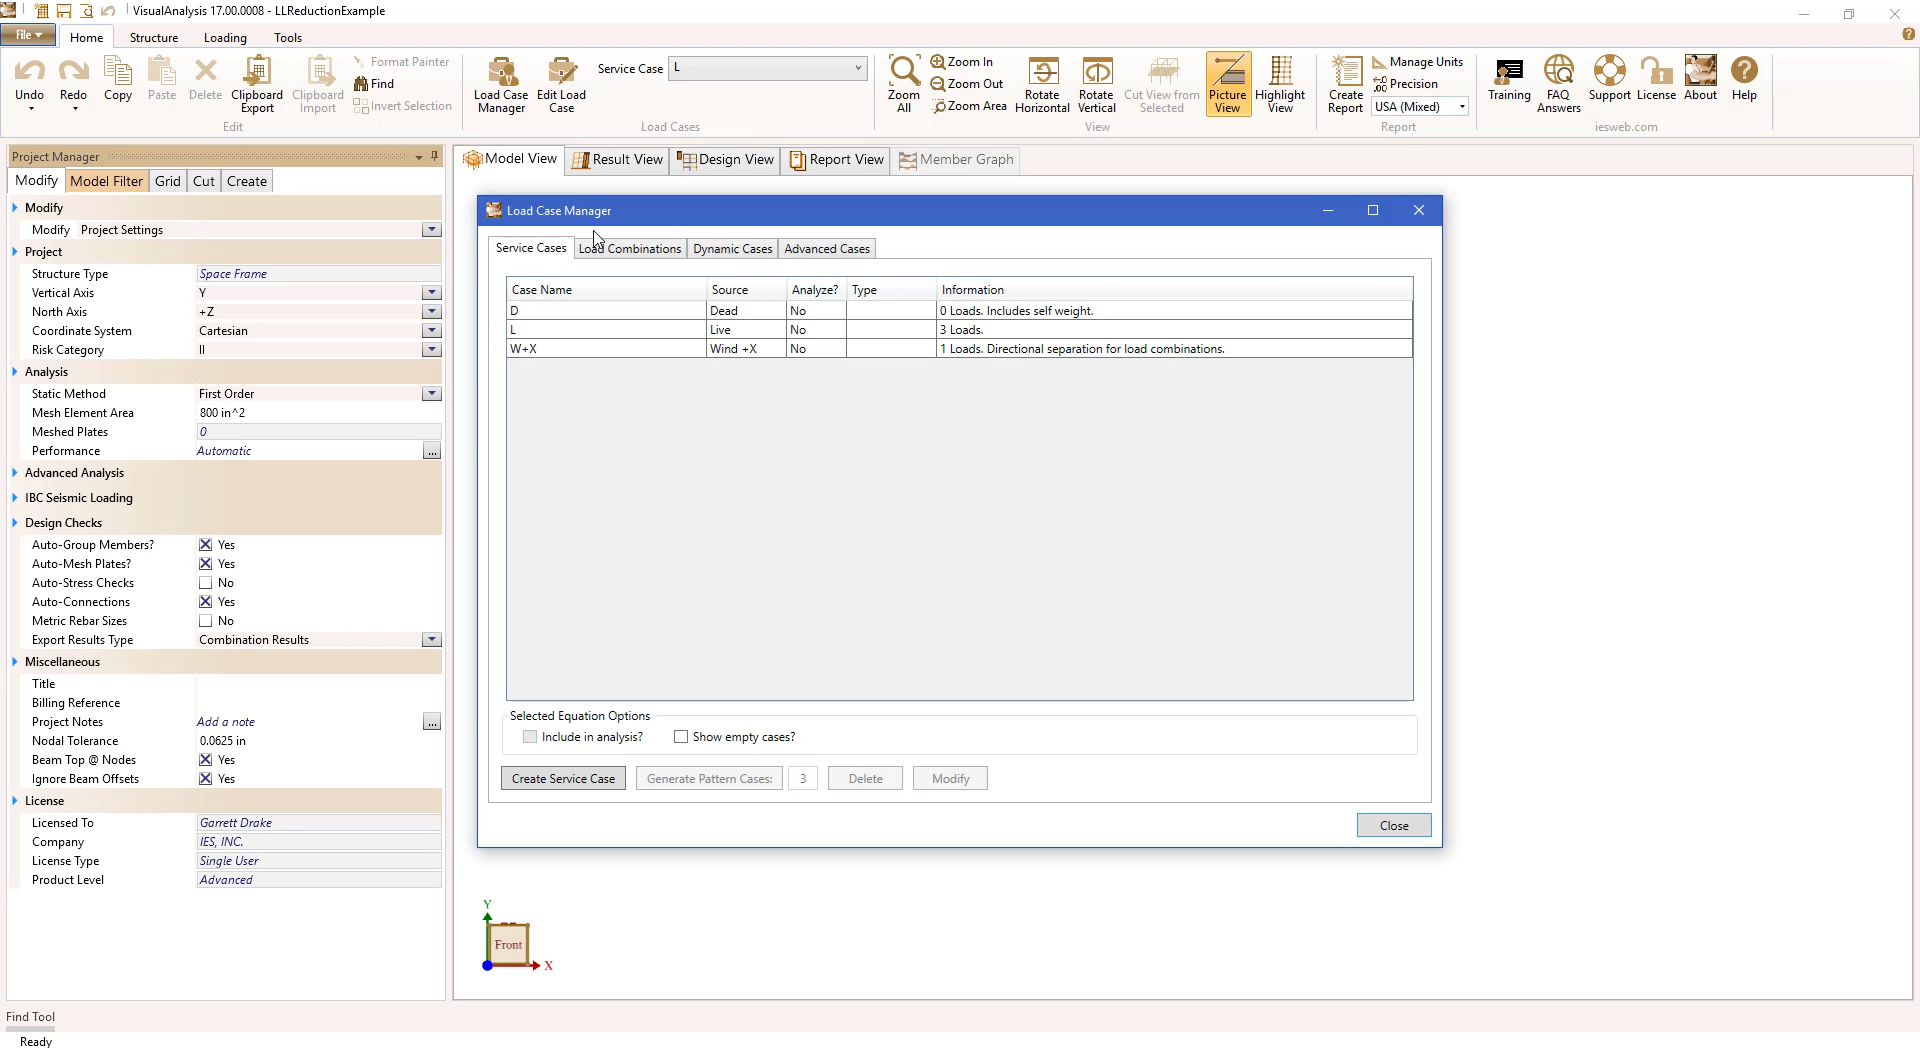 VisualAnalysis 17.00.0008 - LLReductionExample
File
Home
Structure
Loading
Tools
Undo
Redo
Copy
Paste
Delete
Clipboard
Export
Clipboard
Import
Format Painter
Find
Invert Selection
Edit
Load Case
Manager
Edit Load
Case
Service Case
L
Load Cases
Zoom
All
Zoom In
Zoom Out
Zoom Area
Rotate
Horizontal
Rotate
Vertical
Cut View from
Selected
Picture
View
Highlight
View
View
Create
Report
Manage Units
.00 Precision
USA (Mixed)
Report
Training
FAQ
Answers
Support
License
About
Help
iesweb.com
Project Manager
Modify
Model Filter
Grid
Cut
Create
Modify
Modify Project Settings
Project
Structure Type Space Frame
Vertical Axis Y
North Axis +Z
Coordinate System Cartesian
Risk Category II
Analysis
Static Method First Order
Mesh Element Area 800 in^2
Meshed Plates 0
Performance Automatic ...
Advanced Analysis
IBC Seismic Loading
Design Checks
Auto-Group Members? Yes
Auto-Mesh Plates? Yes
Auto-Stress Checks No
Auto-Connections Yes
Metric Rebar Sizes No
Export Results Type Combination Results
Miscellaneous
Title
Billing Reference
Project Notes Add a note ...
Nodal Tolerance 0.0625 in
Beam Top @ Nodes Yes
Ignore Beam Offsets Yes
License
Licensed To Garrett Drake
Company IES, INC.
License Type Single User
Product Level Advanced
Model View
Result View
Design View
Report View
Member Graph
Load Case Manager
Service Cases
Load Combinations
Dynamic Cases
Advanced Cases
Case Name Source Analyze? Type Information
D Dead No 0 Loads. Includes self weight.
L Live No 3 Loads.
W+X Wind +X No 1 Loads. Directional separation for load combinations.
Selected Equation Options
Include in analysis?
Show empty cases?
Create Service Case
Generate Pattern Cases:
3
Delete
Modify
Close
Y
Front
X
Find Tool
Ready